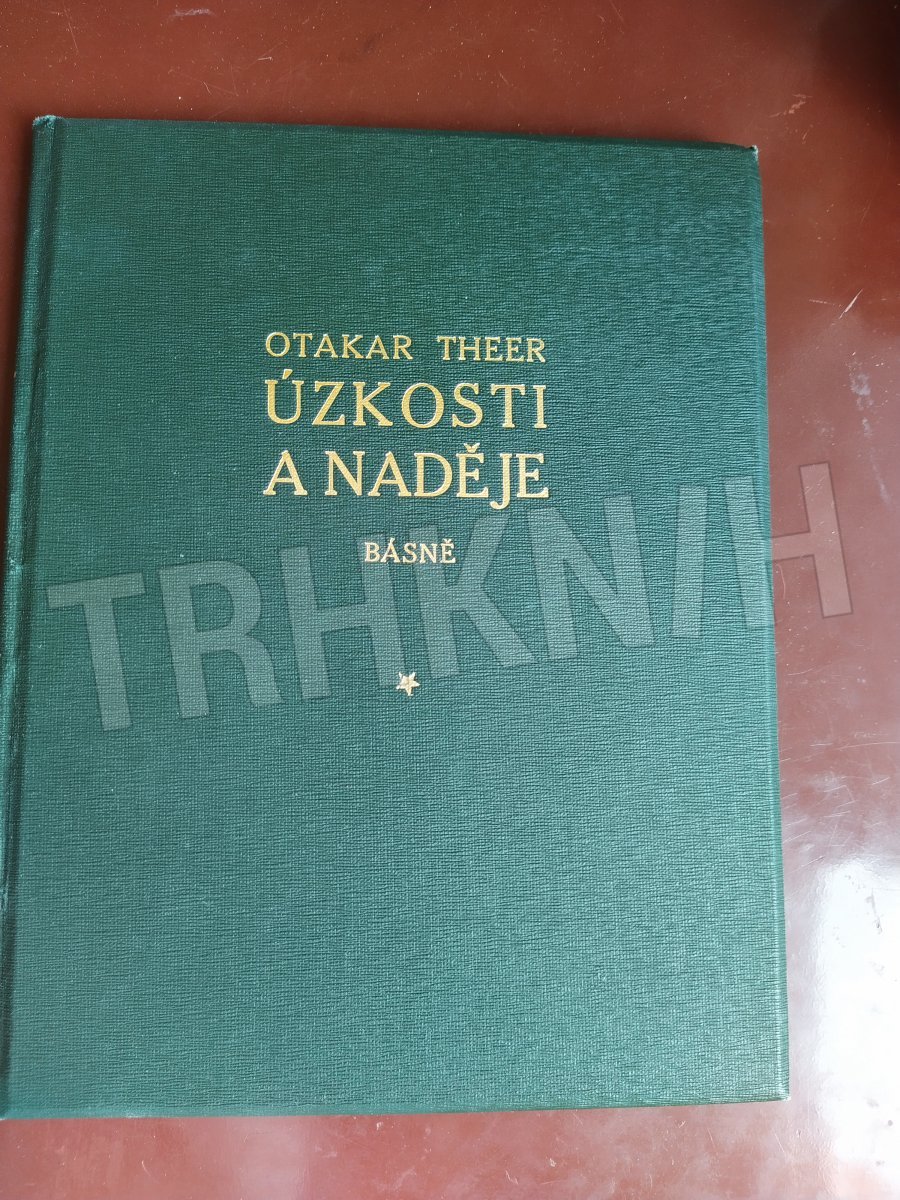 OTAKAR THEER
ÚZKOSTI
A NADĚJE
BÁSNĚ
TRHKNIH